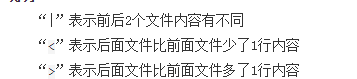 “|” 表示前后2个文件内容有不同
“<” 表示后面文件比前面文件少了1行内容
“>” 表示后面文件比前面文件多了1行内容